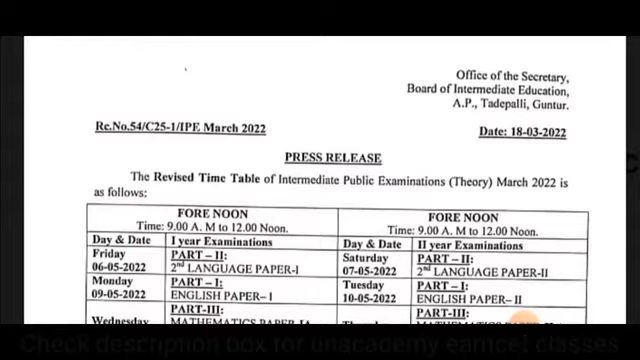 Office of the Secretary,
Board of Intermediate Education,
A.P., Tadepalli, Guntur.
Rc.No.54/C25-1/IPE March 2022
Date: 18-03-2022
PRESS RELEASE
The Revised Time Table of Intermediate Public Examinations (Theory) March 2022 is
as follows:
FORE NOON
Time: 9.00 A. M to 12.00 Noon.
FORE NOON
Time: 9.00 A. M to 12.00 Noon.
Day & Date
I year Examinations
Day & Date
II year Examinations
Friday
06-05-2022
PART – II:
2nd LANGUAGE PAPER-I
Saturday
07-05-2022
PART – II:
2nd LANGUAGE PAPER-II
Monday
09-05-2022
PART – I:
ENGLISH PAPER– I
Tuesday
10-05-2022
PART – I:
ENGLISH PAPER – II
Wednesday
PART-III:
MATHEMATICS PAPER-IA
PART-III:
Check description box for unacademy eamcet classes